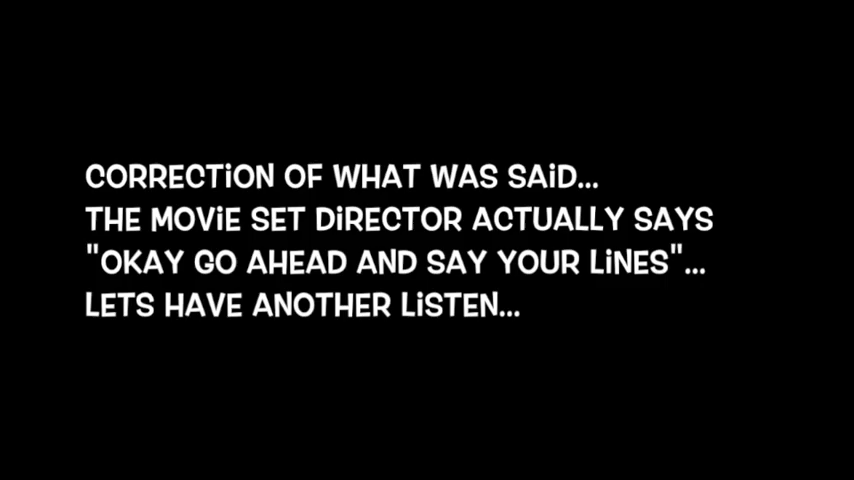 CORRECTION OF WHAT WAS SAID...
THE MOVIE SET DIRECTOR ACTUALLY SAYS
"OKAY GO AHEAD AND SAY YOUR LINES"...
LETS HAVE ANOTHER LISTEN...